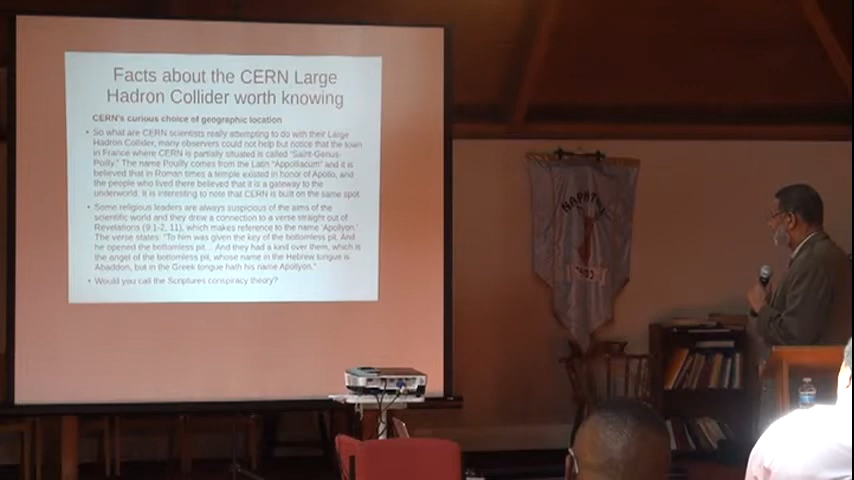 Facts about the CERN Large
Hadron Collider worth knowing
CERN's curious choice of geographic location
• So what are CERN scientists really attempting to do with their Large
Hadron Collider, many observers could not help but notice that the town
in France where CERN is partially situated is called "Saint-Genus-
Poilly." The name Pouilly comes from the Latin "Appolliacum" and it is
believed that in Roman times a temple existed in honor of Apollo, and
the people who lived there believed that it is a gateway to the
underworld. It is interesting to note that CERN is built on the same spot
• Some religious leaders are always suspicious of the aims of the
scientific world and they drew a connection to a verse straight out of
Revelations (9:1-2, 11), which makes reference to the name 'Apollyon.'
The verse states: "To him was given the key of the bottomless pit. And
he opened the bottomless pit... And they had a kind over them, which is
the angel of the bottomless pit, whose name in the Hebrew tongue is
Abaddon, but in the Greek tongue hath his name Apollyon."
• Would you call the Scriptures conspiracy theory?